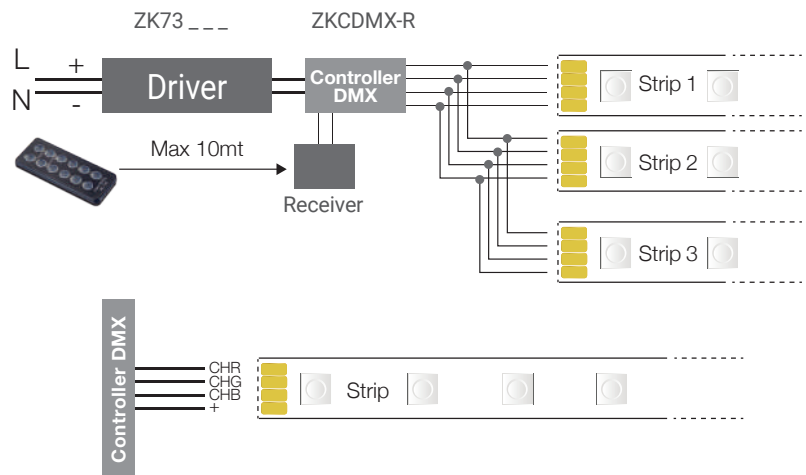 ZK73 _ _ _
ZKCDMX-R
L
+
N
-
Driver
Controller
DMX
Strip 1
Max 10mt
Strip 2
Receiver
Strip 3
Controller DMX
CHR
CHG
CHB
+
Strip